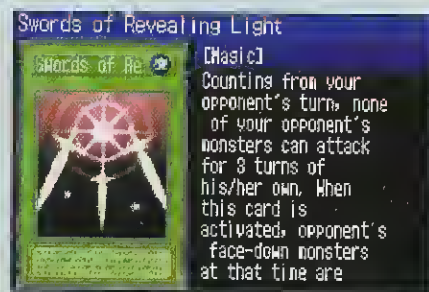 Swords of Revealing Light
Swords of Re
[Magic]
Counting from your
opponent's turn, none
of your opponent's
monsters can attack
for 3 turns of
his/her own. When
this card is
activated, opponent's
face-down monsters
at that time are